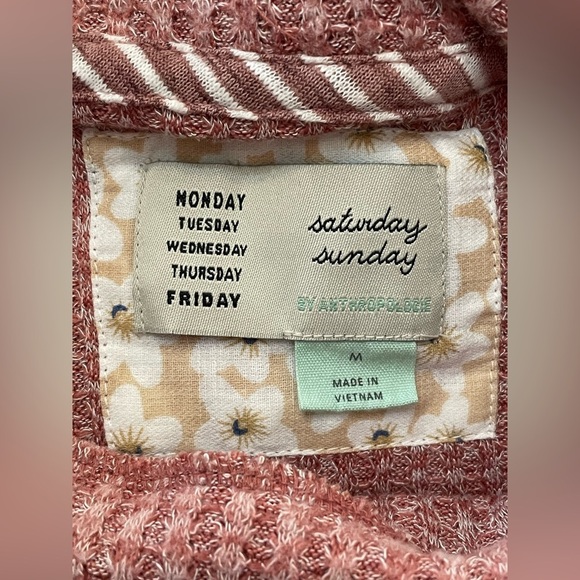 MONDAY
TUESDAY
WEDNESDAY
THURSDAY
FRIDAY
saturday
sunday
BY ANTHROPOLOGIE
M
MADE IN
VIETNAM